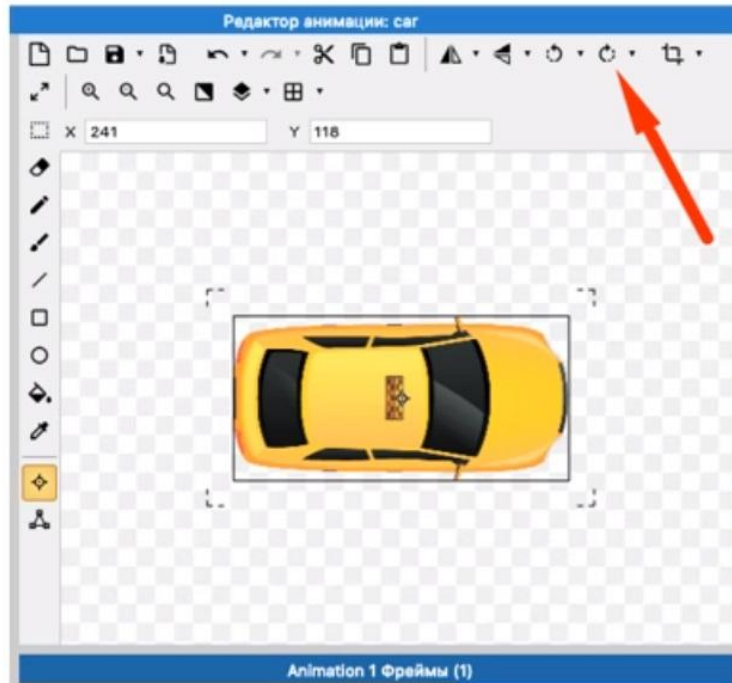 Редактор анимации: car
X 241 Y 118
Animation 1 Фреймы (1)